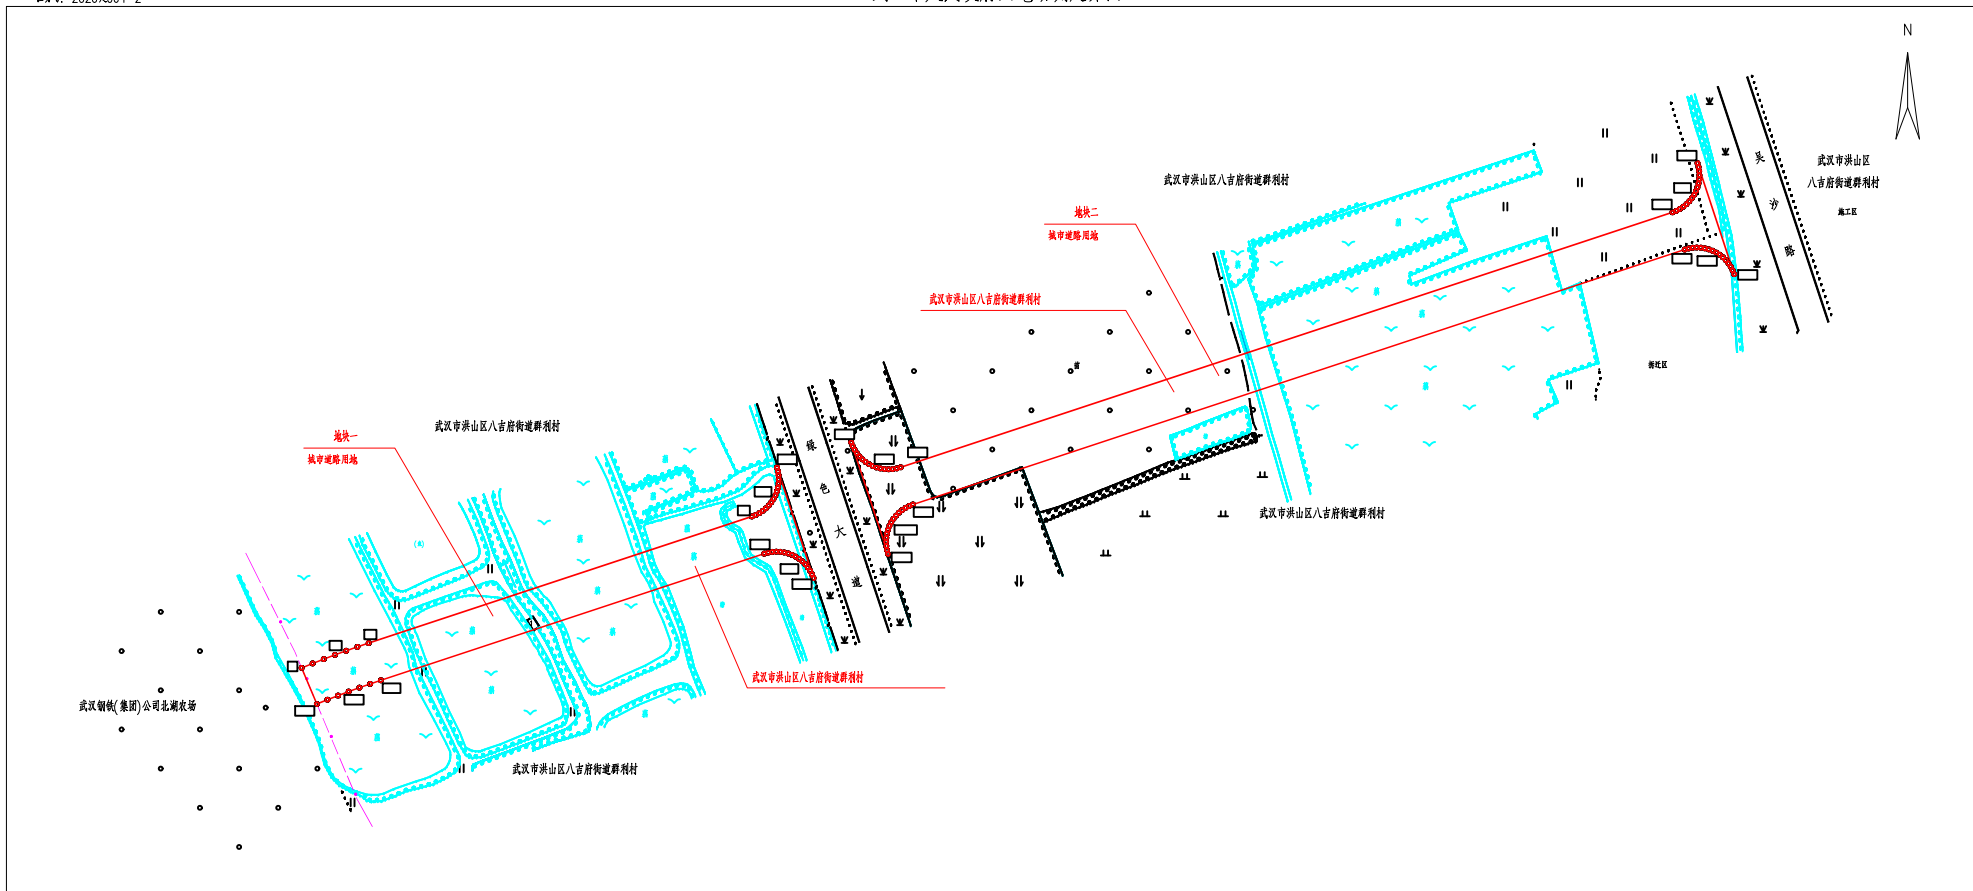 N
武汉市洪山区
八吉府街道群利村
施工区
吴
沙
路
武汉市洪山区八吉府街道群利村
地块二
城市道路用地
武汉市洪山区八吉府街道群利村
苗
拆迁区
武汉市洪山区八吉府街道群利村
地块一
城市道路用地
绿
色
大
道
武汉市洪山区八吉府街道群利村
武汉市洪山区八吉府街道群利村
武汉钢铁(集团)公司北湖农场
武汉市洪山区八吉府街道群利村